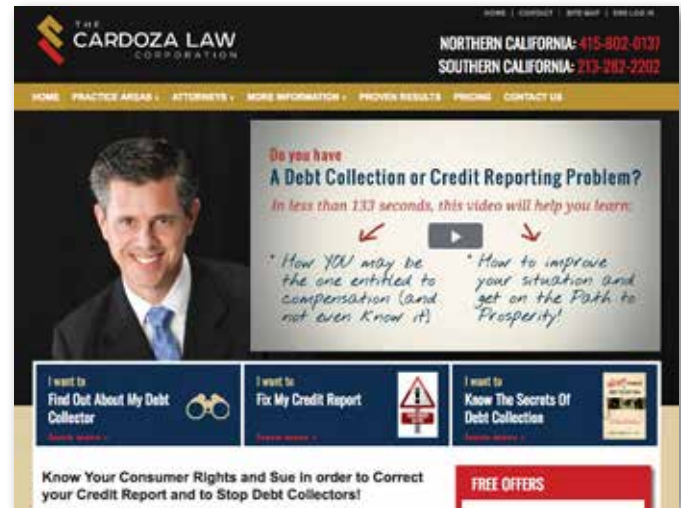 HOME | CONTACT | SITE MAP |
THE
CARDOZA LAW
CORPORATION
NORTHERN CALIFORNIA: 415-802-0137
SOUTHERN CALIFORNIA: 213-282-2202
HOME PRACTICE AREAS ATTORNEYS MORE INFORMATION PROVEN RESULTS PRICING CONTACT US
Do you have
A Debt Collection or Credit Reporting Problem?
In less than 133 seconds, this video will help you learn:
* How YOU may be
the one entitled to
compensation (and
not even know it)
* How to improve
your situation and
get on the Path to
Prosperity!
I want to
Find Out About My Debt
Collector
learn more >
I want to
Fix My Credit Report
learn more >
I want to
Know The Secrets Of
Debt Collection
learn more >
Know Your Consumer Rights and Sue in order to Correct
your Credit Report and to Stop Debt Collectors!
FREE OFFERS